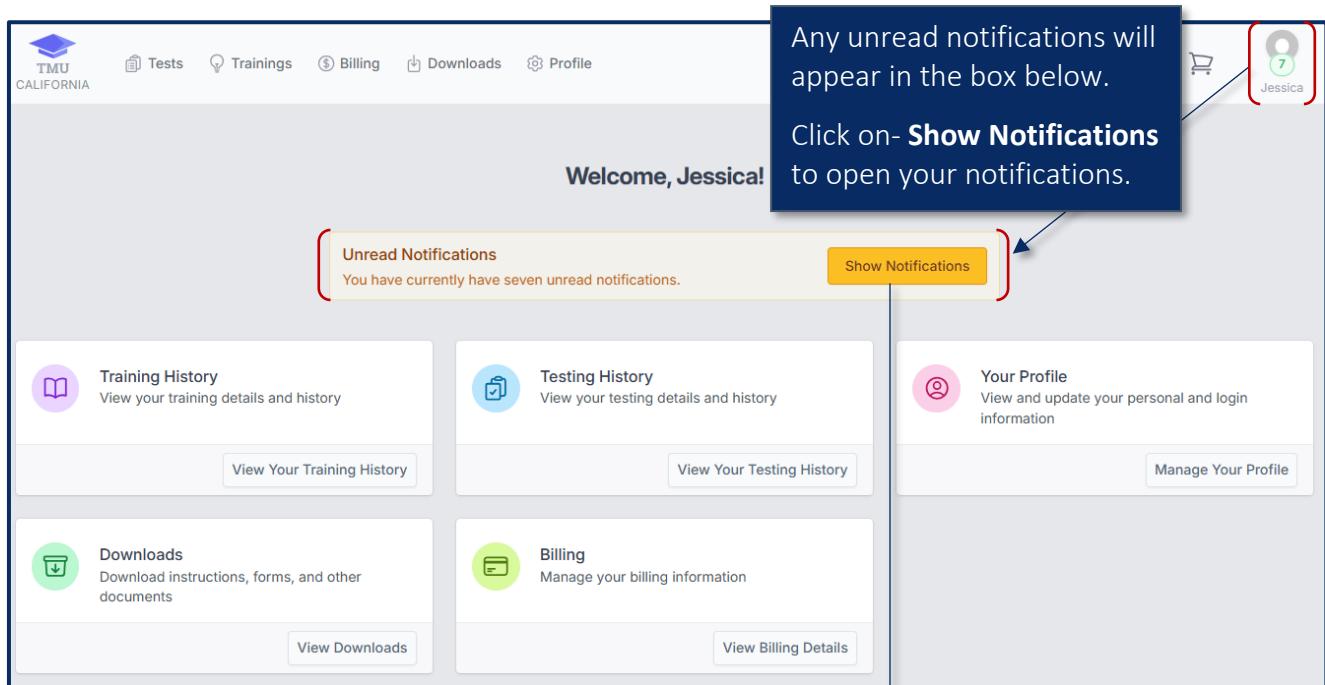 TMU
CALIFORNIA
Tests
Trainings
Billing
Downloads
Profile
Any unread notifications will
appear in the box below.
Click on- Show Notifications
to open your notifications.
7
Jessica
Welcome, Jessica!
Unread Notifications
You have currently have seven unread notifications.
Show Notifications
Training History
View your training details and history
View Your Training History
Testing History
View your testing details and history
View Your Testing History
Your Profile
View and update your personal and login
information
Manage Your Profile
Downloads
Download instructions, forms, and other
documents
View Downloads
Billing
Manage your billing information
View Billing Details